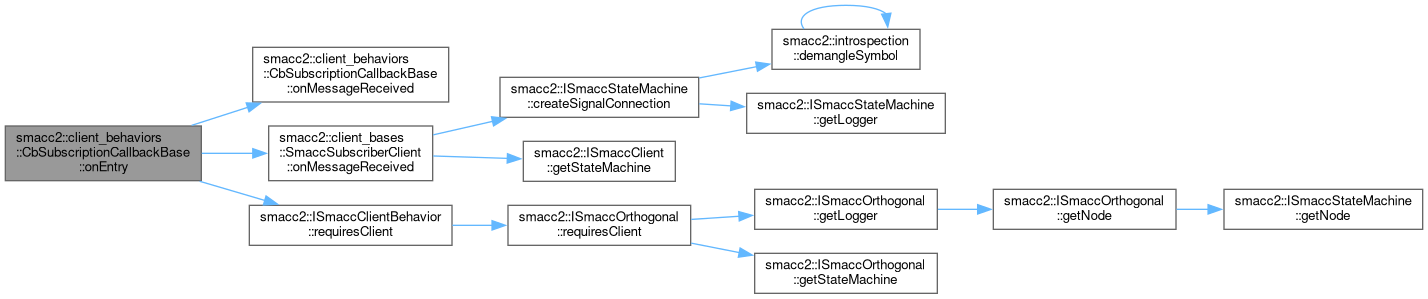 smacc2::client_behaviors
::CbSubscriptionCallbackBase
::onEntry
smacc2::client_behaviors
::CbSubscriptionCallbackBase
::onMessageReceived
smacc2::client_bases
::SmaccSubscriberClient
::onMessageReceived
smacc2::ISmaccClientBehavior
::requiresClient
smacc2::ISmaccStateMachine
::createSignalConnection
smacc2::ISmaccClient
::getStateMachine
smacc2::ISmaccOrthogonal
::requiresClient
smacc2::introspection
::demangleSymbol
smacc2::ISmaccStateMachine
::getLogger
smacc2::ISmaccOrthogonal
::getLogger
smacc2::ISmaccOrthogonal
::getStateMachine
smacc2::ISmaccOrthogonal
::getNode
smacc2::ISmaccStateMachine
::getNode